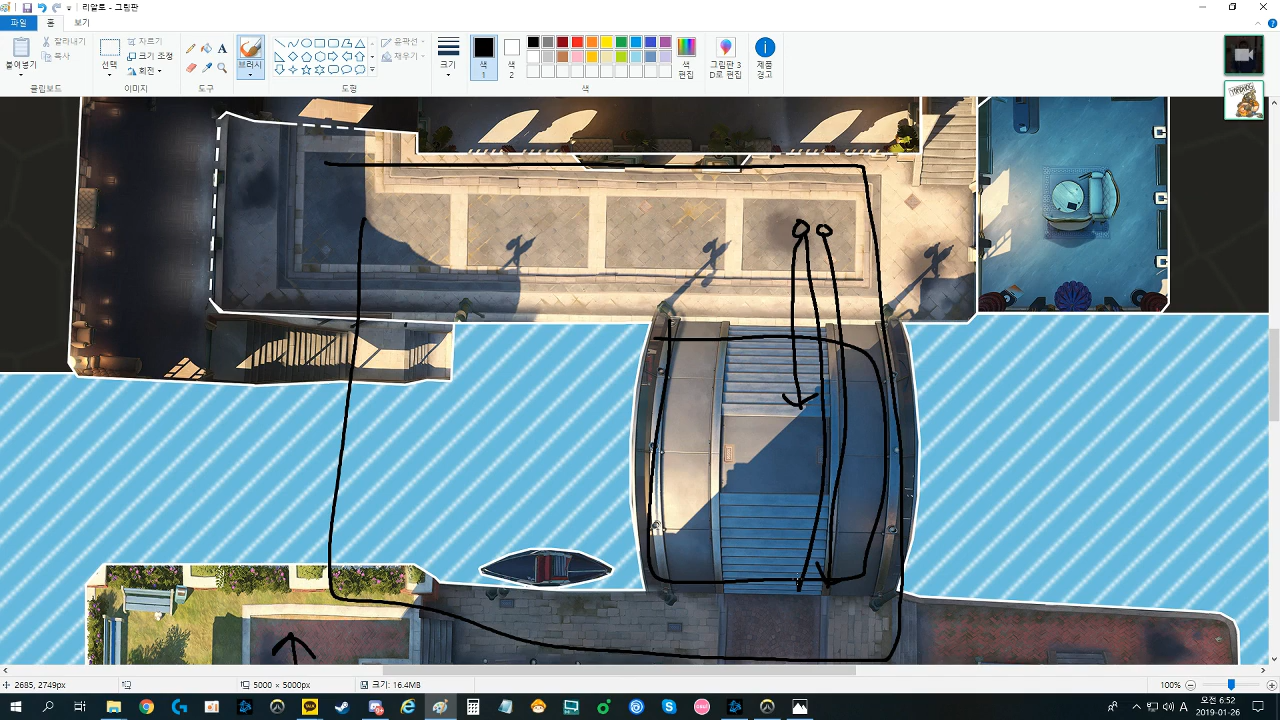 리알토 - 그림판
파일 홈 보기
붙여넣기 잘라내기 복사
선택 자르기 크기 조정 회전
A
브러시
윤곽선 채우기
크기
색 1
색 2
색 편집
그림판 3D로 편집
제품 경고
클립보드 이미지 도구 도형 색
2685, 2749px
5000 × 5000px
크기: 16.4MB
100%
TALK
A
오전 6:52
2019-01-26